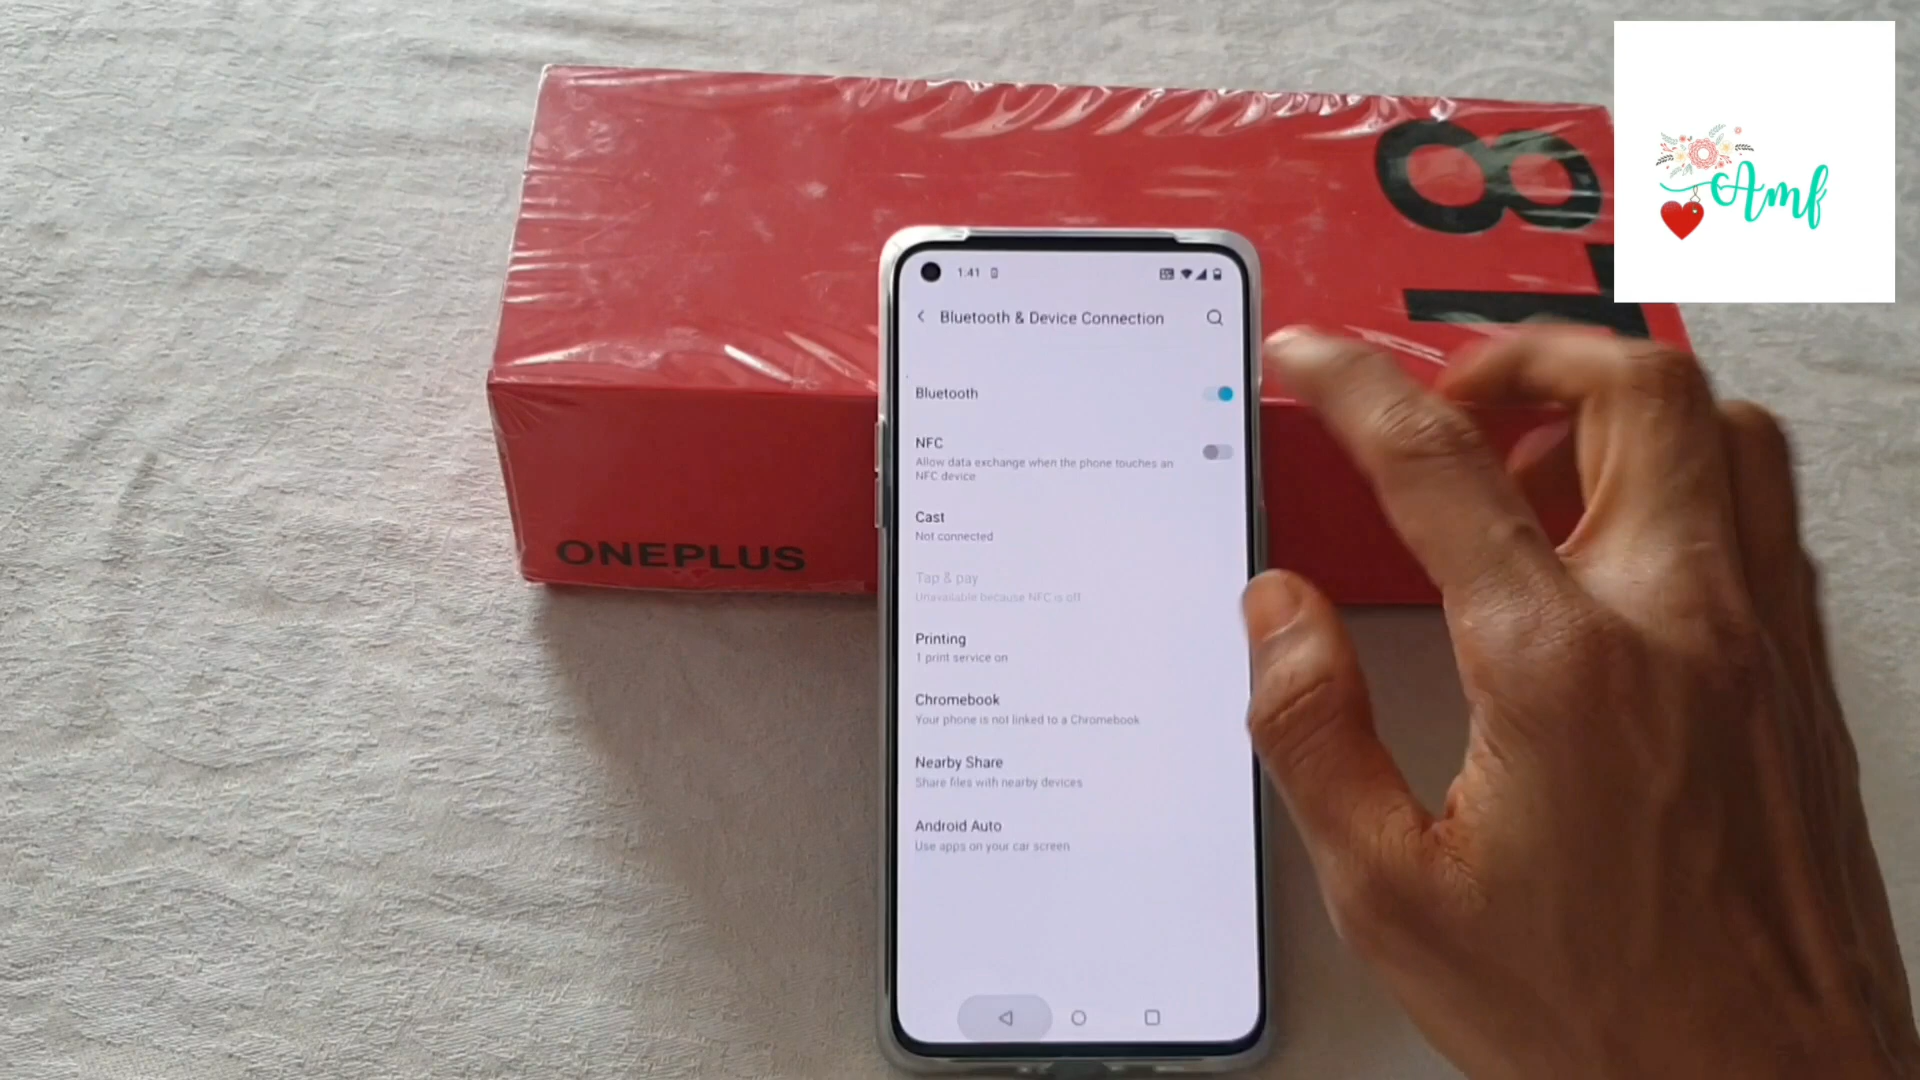 Amf
8T
ONEPLUS
1.41
Bluetooth & Device Connection
Bluetooth
NFC
Allow data exchange when the phone touches an
NFC device
Cast
Not connected
Tap & pay
Unavailable because NFC is off
Printing
1 print service on
Chromebook
Your phone is not linked to a Chromebook
Nearby Share
Share files with nearby devices
Android Auto
Use apps on your car screen